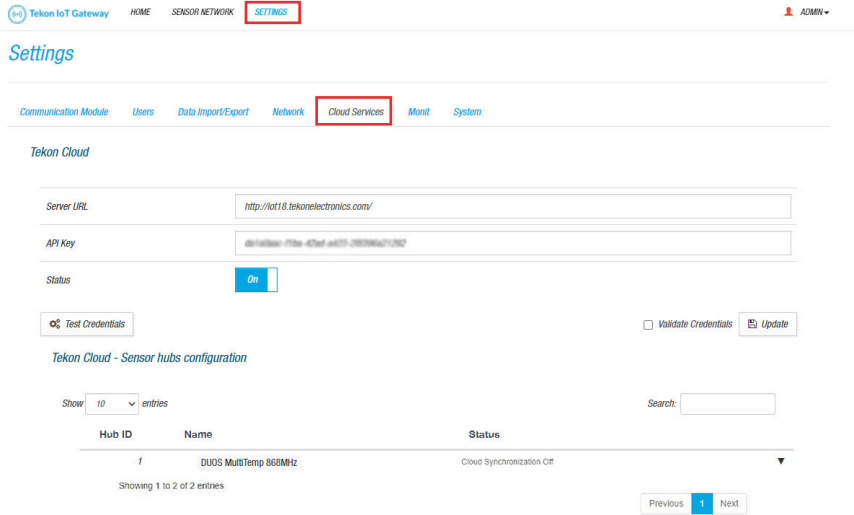 Tekon IoT Gateway HOME SENSOR NETWORK SETTINGS ADMIN
Settings
Communication Module Users Data Import/Export Network Cloud Services Monit System
Tekon Cloud
Server URL http://iot18.tekonelectronics.com/
API Key
Status On
Test Credentials Validate Credentials Update
Tekon Cloud - Sensor hubs configuration
Show 10 entries Search:
Hub ID Name Status
1 DUOS MultiTemp 868MHz Cloud Synchronization Off
Showing 1 to 2 of 2 entries
Previous 1 Next